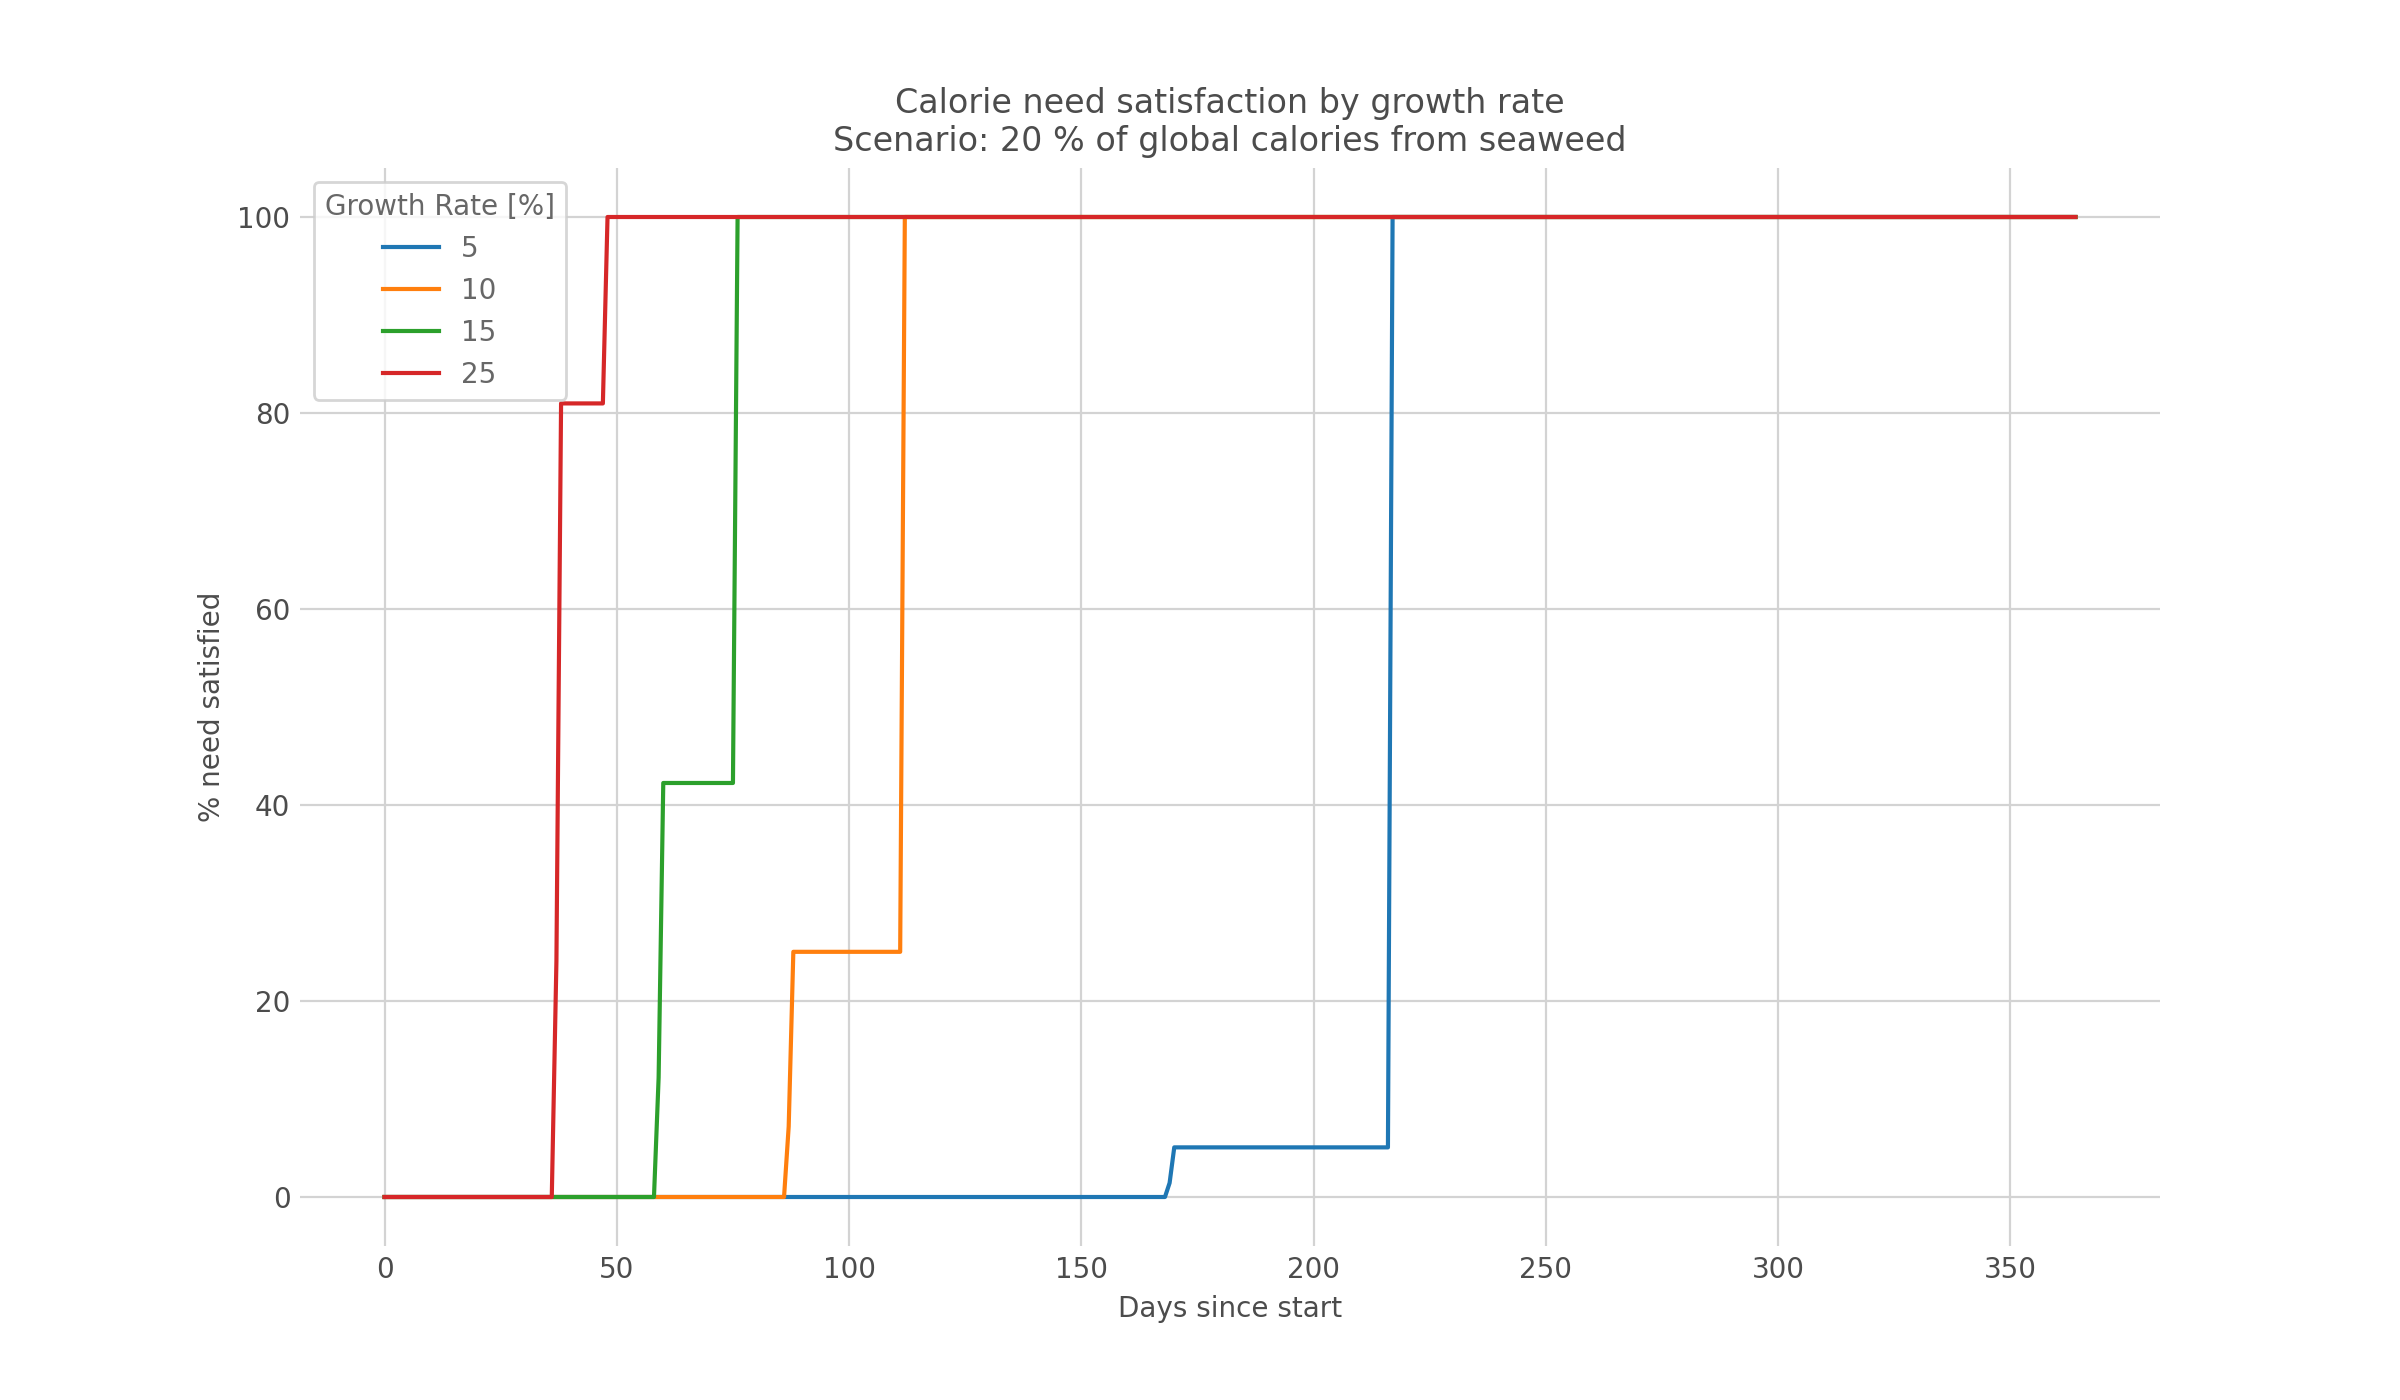 Calorie need satisfaction by growth rate
Scenario: 20 % of global calories from seaweed
Growth Rate [%]
5
10
15
25
100
80
60
40
20
0
% need satisfied
0 50 100 150 200 250 300 350
Days since start